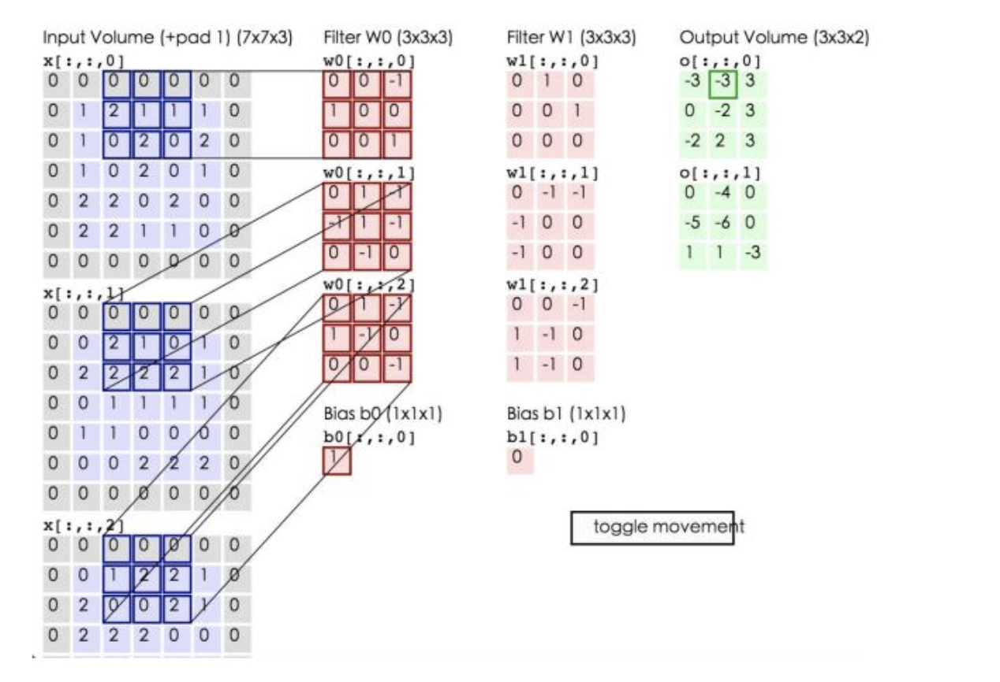 Input Volume (+pad 1) (7x7x3)
x[:,:,0]
0 0 0 0 0 0 0
0 1 2 1 1 1 0
0 1 0 2 0 2 0
0 1 0 2 0 1 0
0 2 2 0 2 0 0
0 2 2 1 1 0 0
0 0 0 0 0 0 0
x[:,:,1]
0 0 0 0 0 0 0
0 0 2 1 0 1 0
0 2 2 2 2 1 0
0 0 1 1 1 1 0
0 1 1 0 0 0 0
0 0 0 2 2 2 0
0 0 0 0 0 0 0
x[:,:,2]
0 0 0 0 0 0 0
0 0 1 2 2 1 0
0 2 0 0 2 1 0
0 2 2 2 0 0 0
Filter W0 (3x3x3)
w0[:,:,0]
0 0 -1
1 0 0
0 0 1
w0[:,:,1]
0 1 -1
-1 1 -1
0 -1 0
w0[:,:,2]
0 1 -1
1 -1 0
0 0 -1
Bias b0 (1x1x1)
b0[:,:,0]
1
Filter W1 (3x3x3)
w1[:,:,0]
0 1 0
0 0 1
0 0 0
w1[:,:,1]
0 -1 -1
-1 0 0
-1 0 0
w1[:,:,2]
0 0 -1
1 -1 0
1 -1 0
Bias b1 (1x1x1)
b1[:,:,0]
0
Output Volume (3x3x2)
o[:,:,0]
-3 -3 3
0 -2 3
-2 2 3
o[:,:,1]
0 -4 0
-5 -6 0
1 1 -3
toggle movement